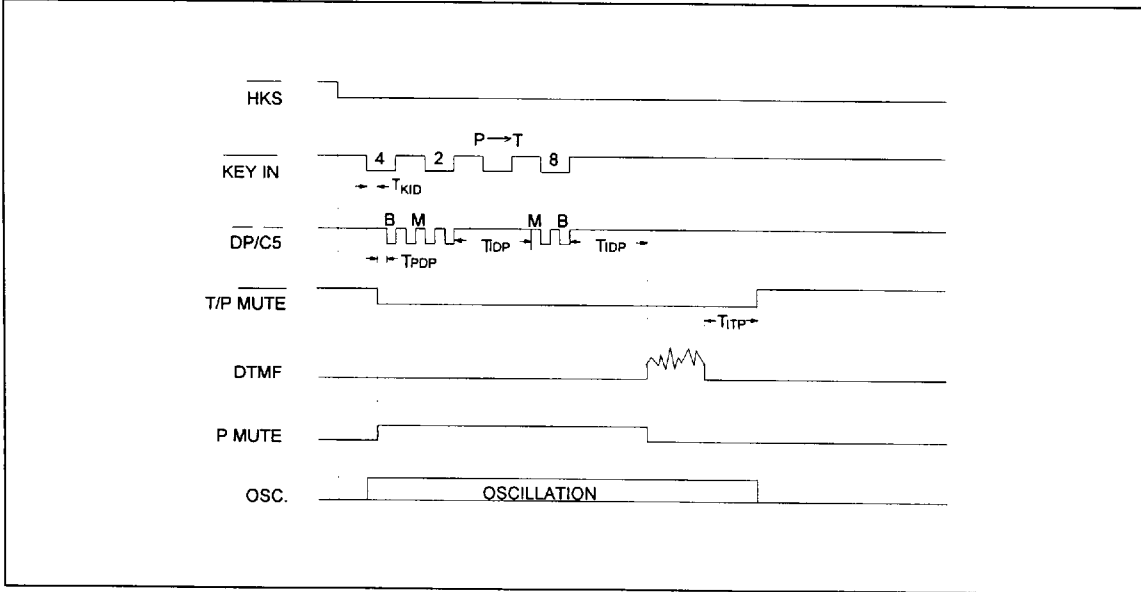 HKS
P→T
KEY IN 4 2 8
TKID
B M M B
DP/C5
TIDP TIDP
TPDP
T/P MUTE
TITP
DTMF
P MUTE
OSC. OSCILLATION